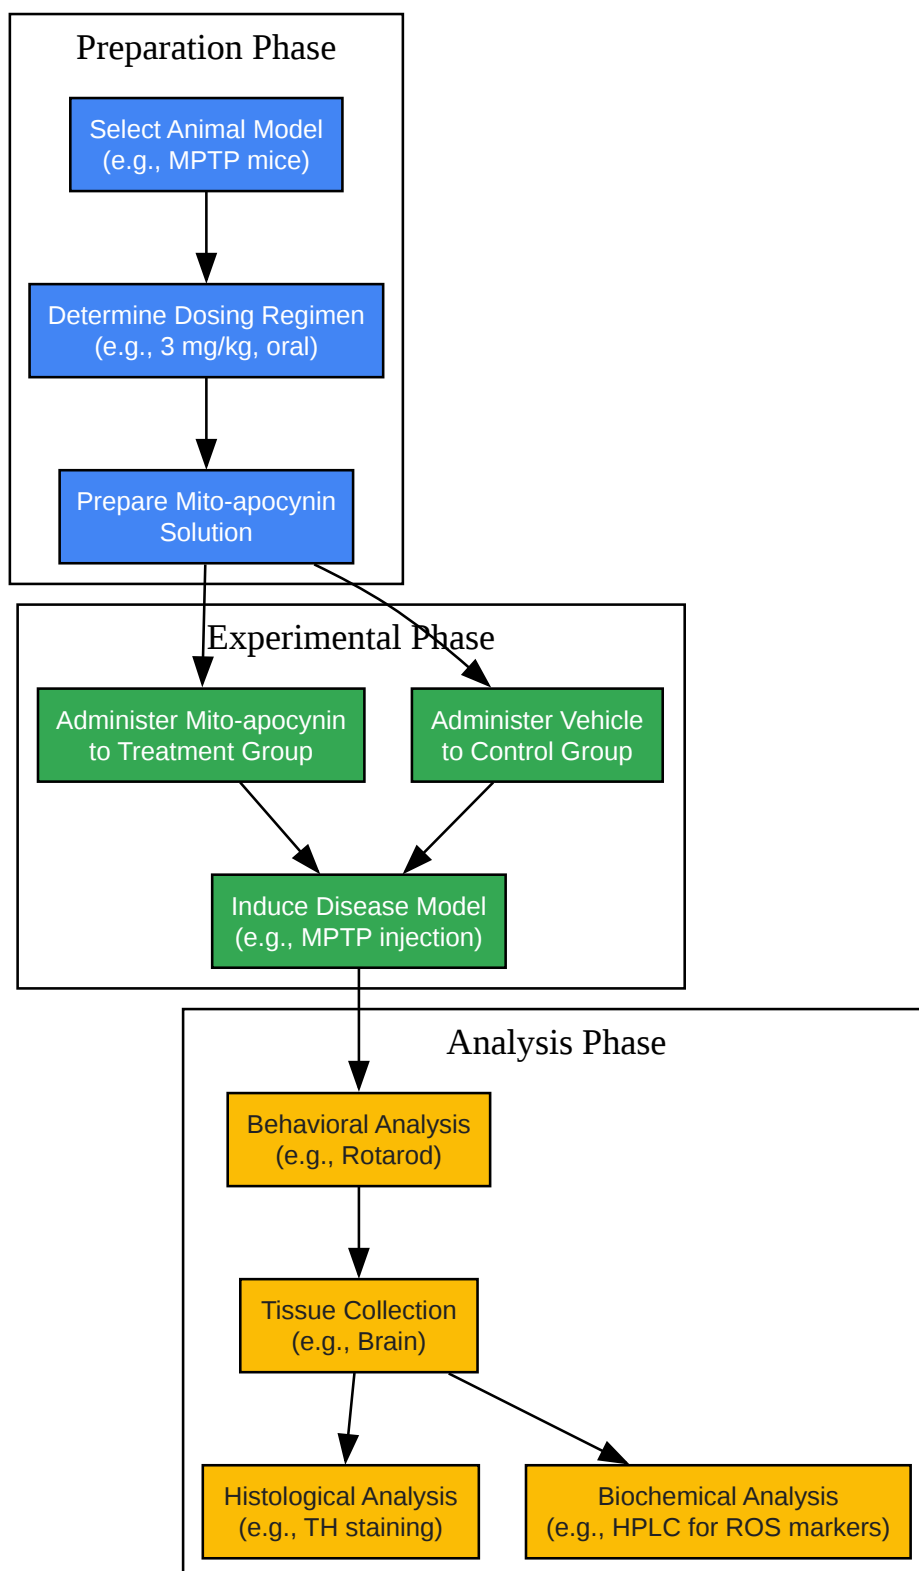 Preparation Phase
Select Animal Model
(e.g., MPTP mice)
Determine Dosing Regimen
(e.g., 3 mg/kg, oral)
Prepare Mito-apocynin
Solution
Experimental Phase
Administer Mito-apocynin
to Treatment Group
Administer Vehicle
to Control Group
Induce Disease Model
(e.g., MPTP injection)
Analysis Phase
Behavioral Analysis
(e.g., Rotarod)
Tissue Collection
(e.g., Brain)
Histological Analysis
(e.g., TH staining)
Biochemical Analysis
(e.g., HPLC for ROS markers)